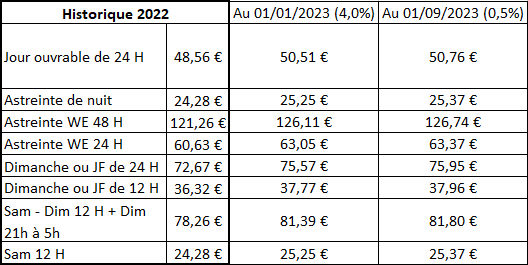 Historique 2022 Au 01/01/2023 (4,0%) Au 01/09/2023 (0,5%)
Jour ouvrable de 24 H 48,56 € 50,51 € 50,76 €
Astreinte de nuit 24,28 € 25,25 € 25,37 €
Astreinte WE 48 H 121,26 € 126,11 € 126,74 €
Astreinte WE 24 H 60,63 € 63,05 € 63,37 €
Dimanche ou JF de 24 H 72,67 € 75,57 € 75,95 €
Dimanche ou JF de 12 H 36,32 € 37,77 € 37,96 €
Sam - Dim 12 H + Dim
21h à 5h 78,26 € 81,39 € 81,80 €
Sam 12 H 24,28 € 25,25 € 25,37 €